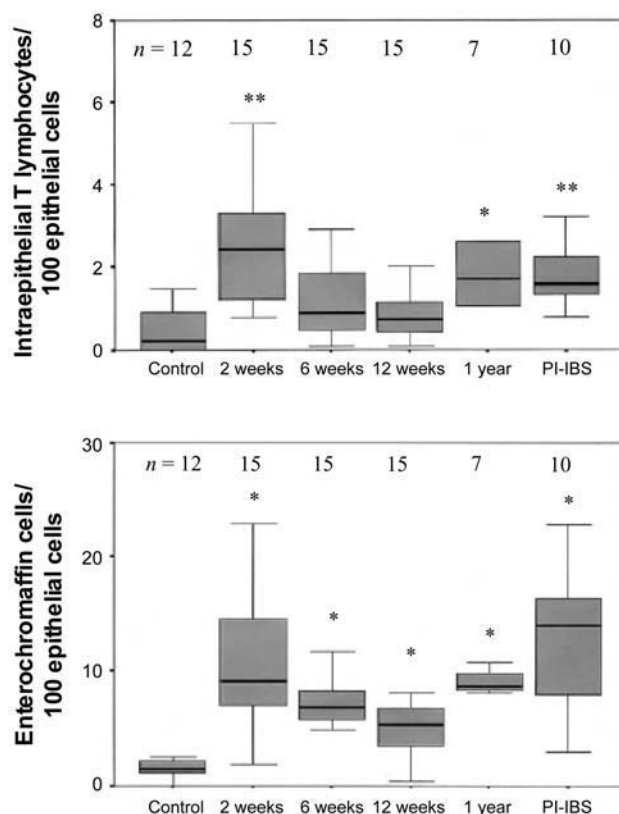 Intraepithelial T lymphocytes/
100 epithelial cells
8
6
4
2
0
n = 12 15 15 15 7 10
** * **
Control 2 weeks 6 weeks 12 weeks 1 year PI-IBS
Enterochromaffin cells/
100 epithelial cells
30
20
10
0
n = 12 15 15 15 7 10
* * * * *
Control 2 weeks 6 weeks 12 weeks 1 year PI-IBS